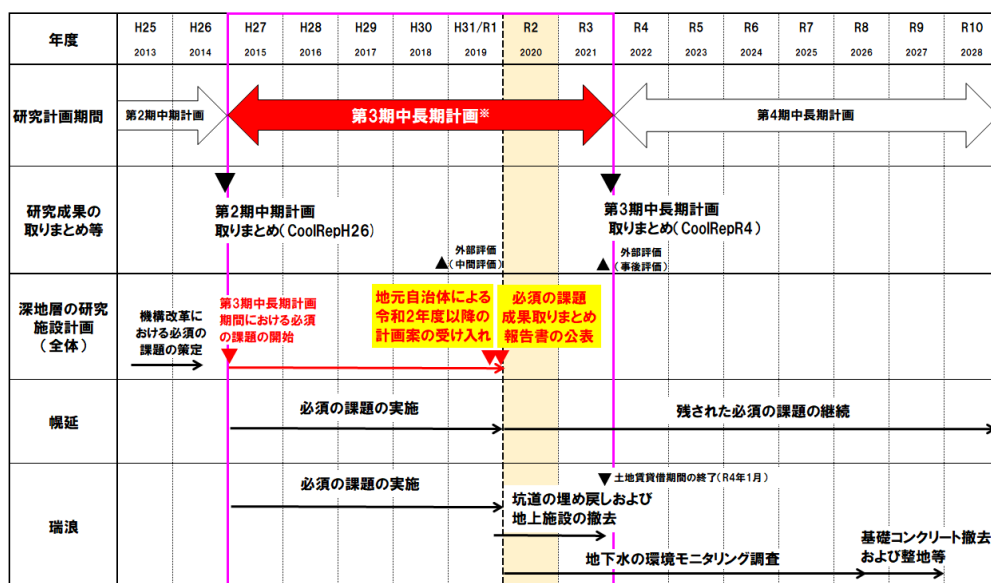 年度
H25 H26 H27 H28 H29 H30 H31/R1 R2 R3 R4 R5 R6 R7 R8 R9 R10
2013 2014 2015 2016 2017 2018 2019 2020 2021 2022 2023 2024 2025 2026 2027 2028
研究計画期間
第2期中期計画
第3期中長期計画※
第4期中長期計画
研究成果の
取りまとめ等
▼
第2期中期計画
取りまとめ(CoolRepH26)
外部評価
▲(中間評価)
▼
第3期中長期計画
取りまとめ(CoolRepR4)
外部評価
▲(事後評価)
深地層の研究
施設計画
(全体)
機構改革に
おける必須の
課題の策定
第3期中長期計画
期間における必須
の課題の開始
地元自治体による
令和2年度以降の
計画案の受け入れ
必須の課題
成果取りまとめ
報告書の公表
幌延
必須の課題の実施
残された必須の課題の継続
瑞浪
必須の課題の実施
▼土地賃貸借期間の終了(R4年1月)
坑道の埋め戻しおよび
地上施設の撤去
地下水の環境モニタリング調査
基礎コンクリート撤去
および整地等